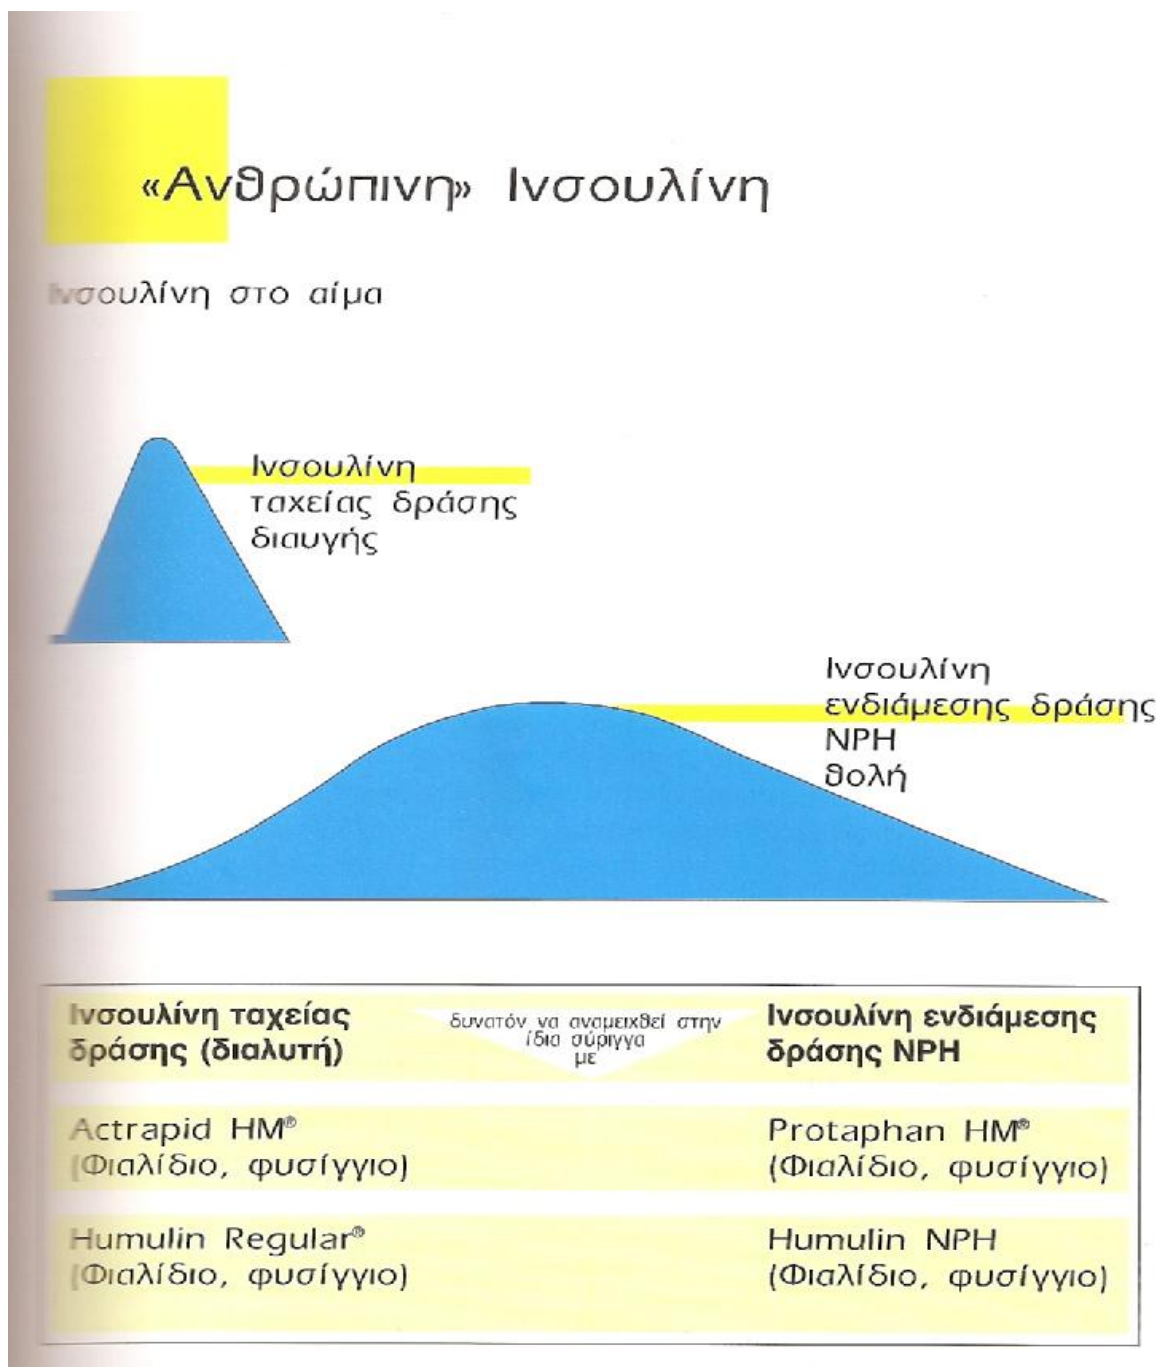 «Ανθρώπινη» Ινσουλίνη
Ινσουλίνη στο αίμα
Ινσουλίνη
ταχείας δράσης
διαυγής
Ινσουλίνη
ενδιάμεσης δράσης
NPH
θολή
Ινσουλίνη ταχείας
δράσης (διαλυτή)
δυνατόν να αναμειχθεί στην
ίδια σύριγγα
με
Ινσουλίνη ενδιάμεσης
δράσης NPH
Actrapid HM®
(Φιαλίδιο, φυσίγγιο)
Protaphan HM®
(Φιαλίδιο, φυσίγγιο)
Humulin Regular®
(Φιαλίδιο, φυσίγγιο)
Humulin NPH
(Φιαλίδιο, φυσίγγιο)